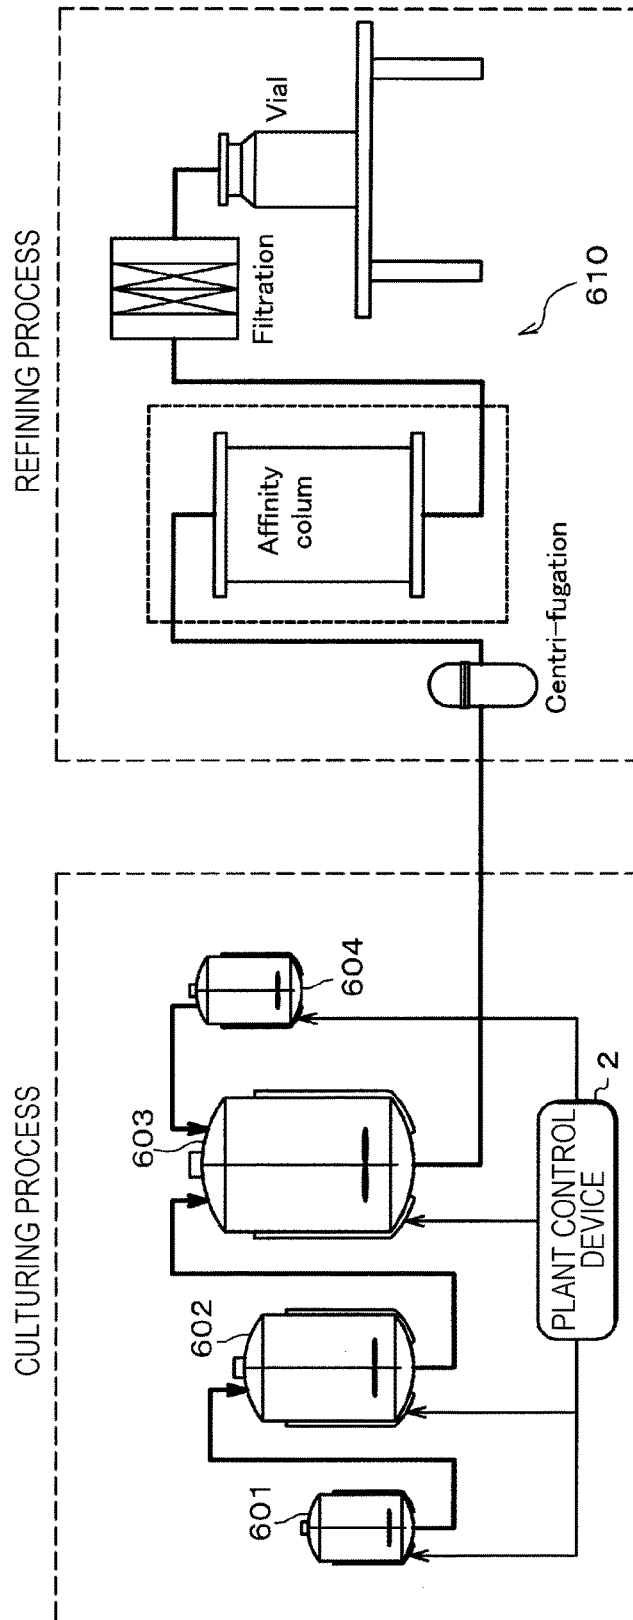 CULTURING PROCESS
601
602
603
604
PLANT CONTROL
DEVICE
2
REFINING PROCESS
Centri-fugation
Affinity
colum
Filtration
Vial
610